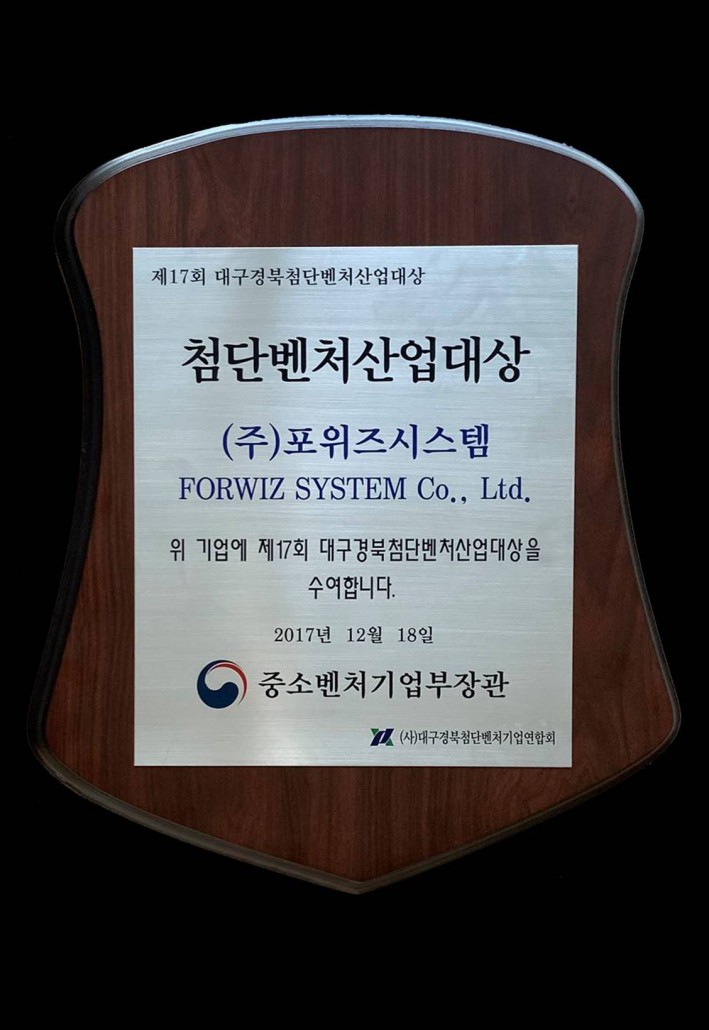 제17회 대구경북첨단벤처산업대상
첨단벤처산업대상
(주)포위즈시스템
FORWIZ SYSTEM Co., Ltd.
위 기업에 제17회 대구경북첨단벤처산업대상을
수여합니다.
2017년 12월 18일
중소벤처기업부장관
(사)대구경북첨단벤처기업연합회